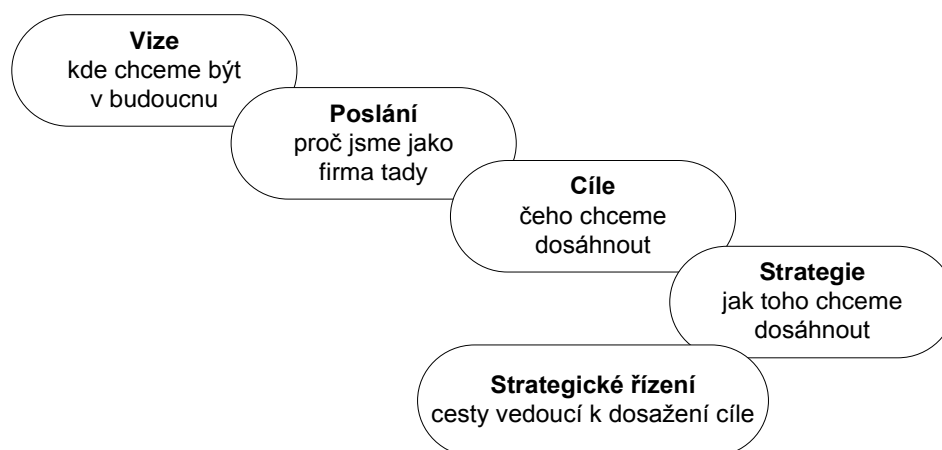 Vize
kde chceme být
v budoucnu
Poslání
proč jsme jako
firma tady
Cíle
čeho chceme
dosáhnout
Strategie
jak toho chceme
dosáhnout
Strategické řízení
cesty vedoucí k dosažení cíle